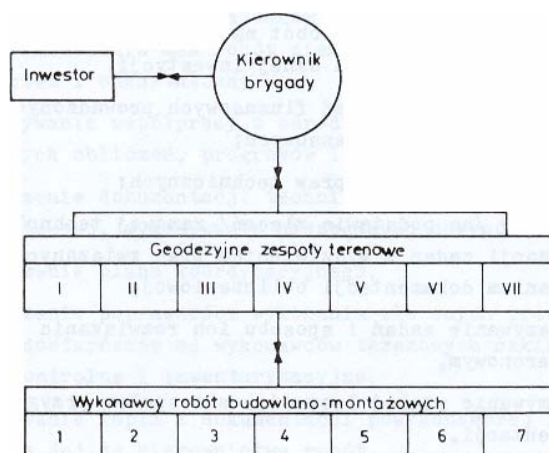 Inwestor
Kierownik
brygady
Geodezyjne zespoły terenowe
I II III IV V VI VII
Wykonawcy robót budowlano-montażowych
1 2 3 4 5 6 7